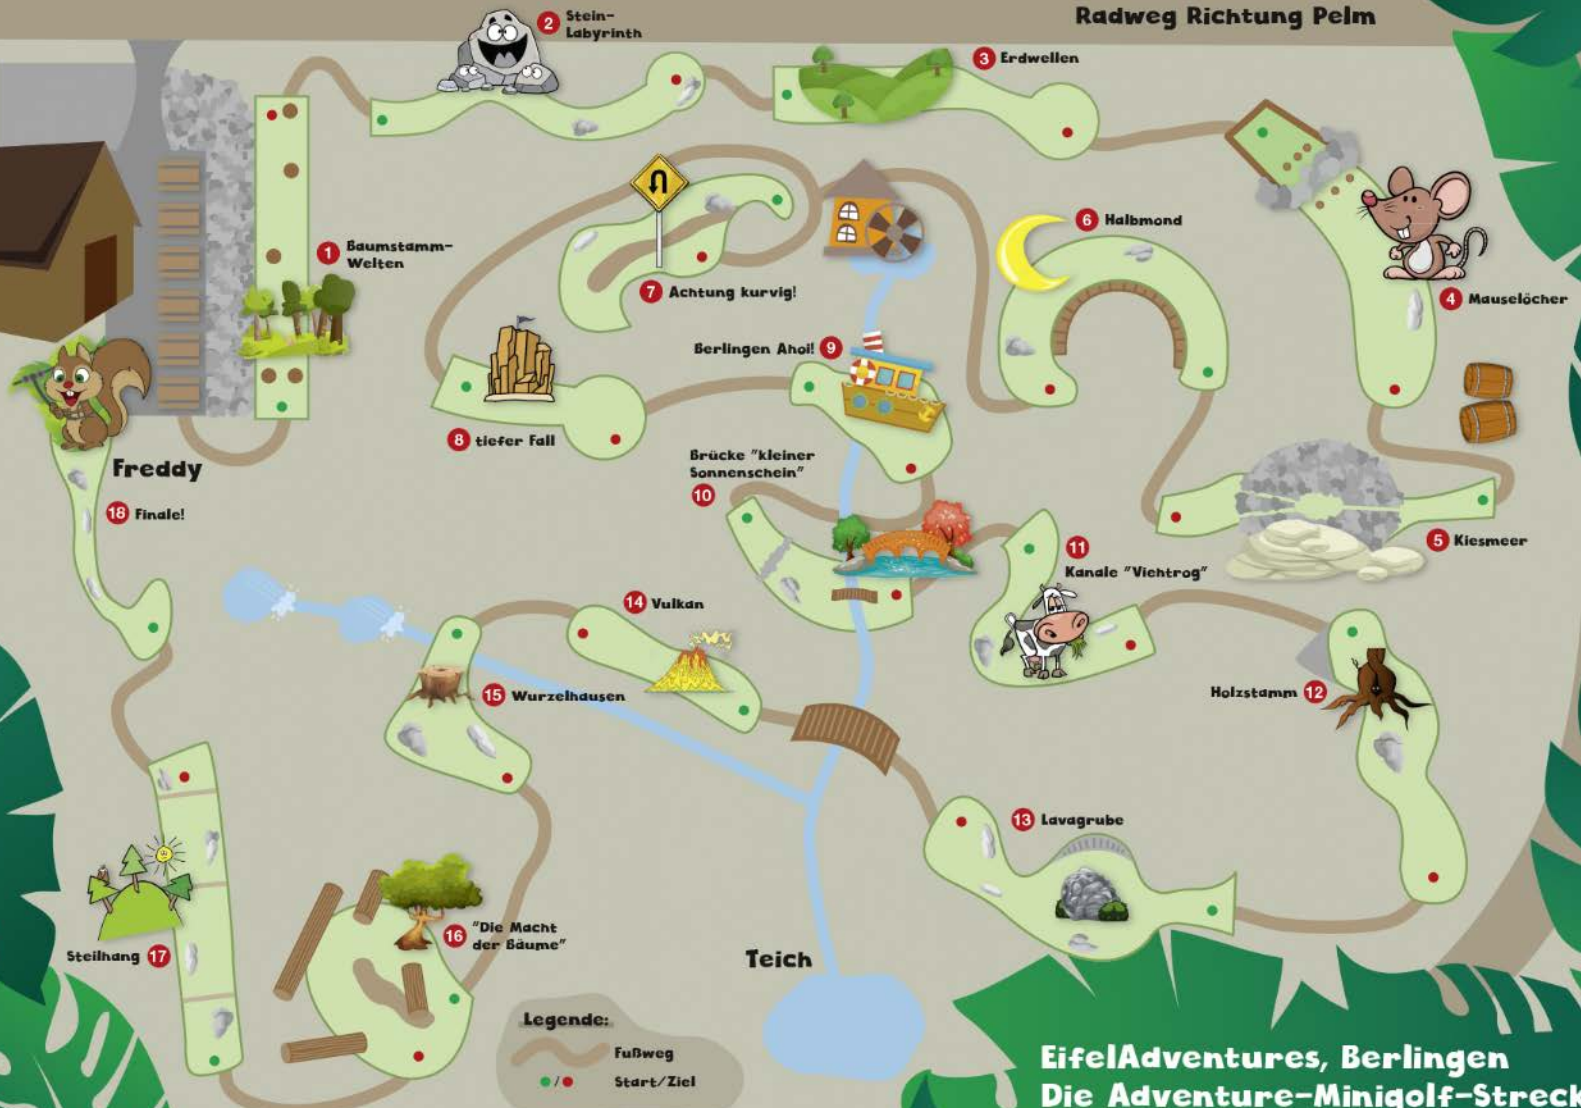 Radweg Richtung Pelm
2 Stein-
Labyrinth
3 Erdwellen
1 Baumstamm-
Welten
6 Halbmond
4 Mauselöcher
7 Achtung kurvig!
Berlingen Ahoi! 9
8 tiefer Fall
Brücke "kleiner
Sonnenschein"
10
Freddy
18 Finale!
5 Kiesmeer
11
Kanäle "Viehtrog"
14 Vulkan
15 Wurzelhausen
Holzstamm 12
13 Lavagrube
16 "Die Macht
der Bäume"
Steilhang 17
Teich
Legende:
Fußweg
/ Start/Ziel
EifelAdventures, Berlingen
Die Adventure-Minigolf-Streck